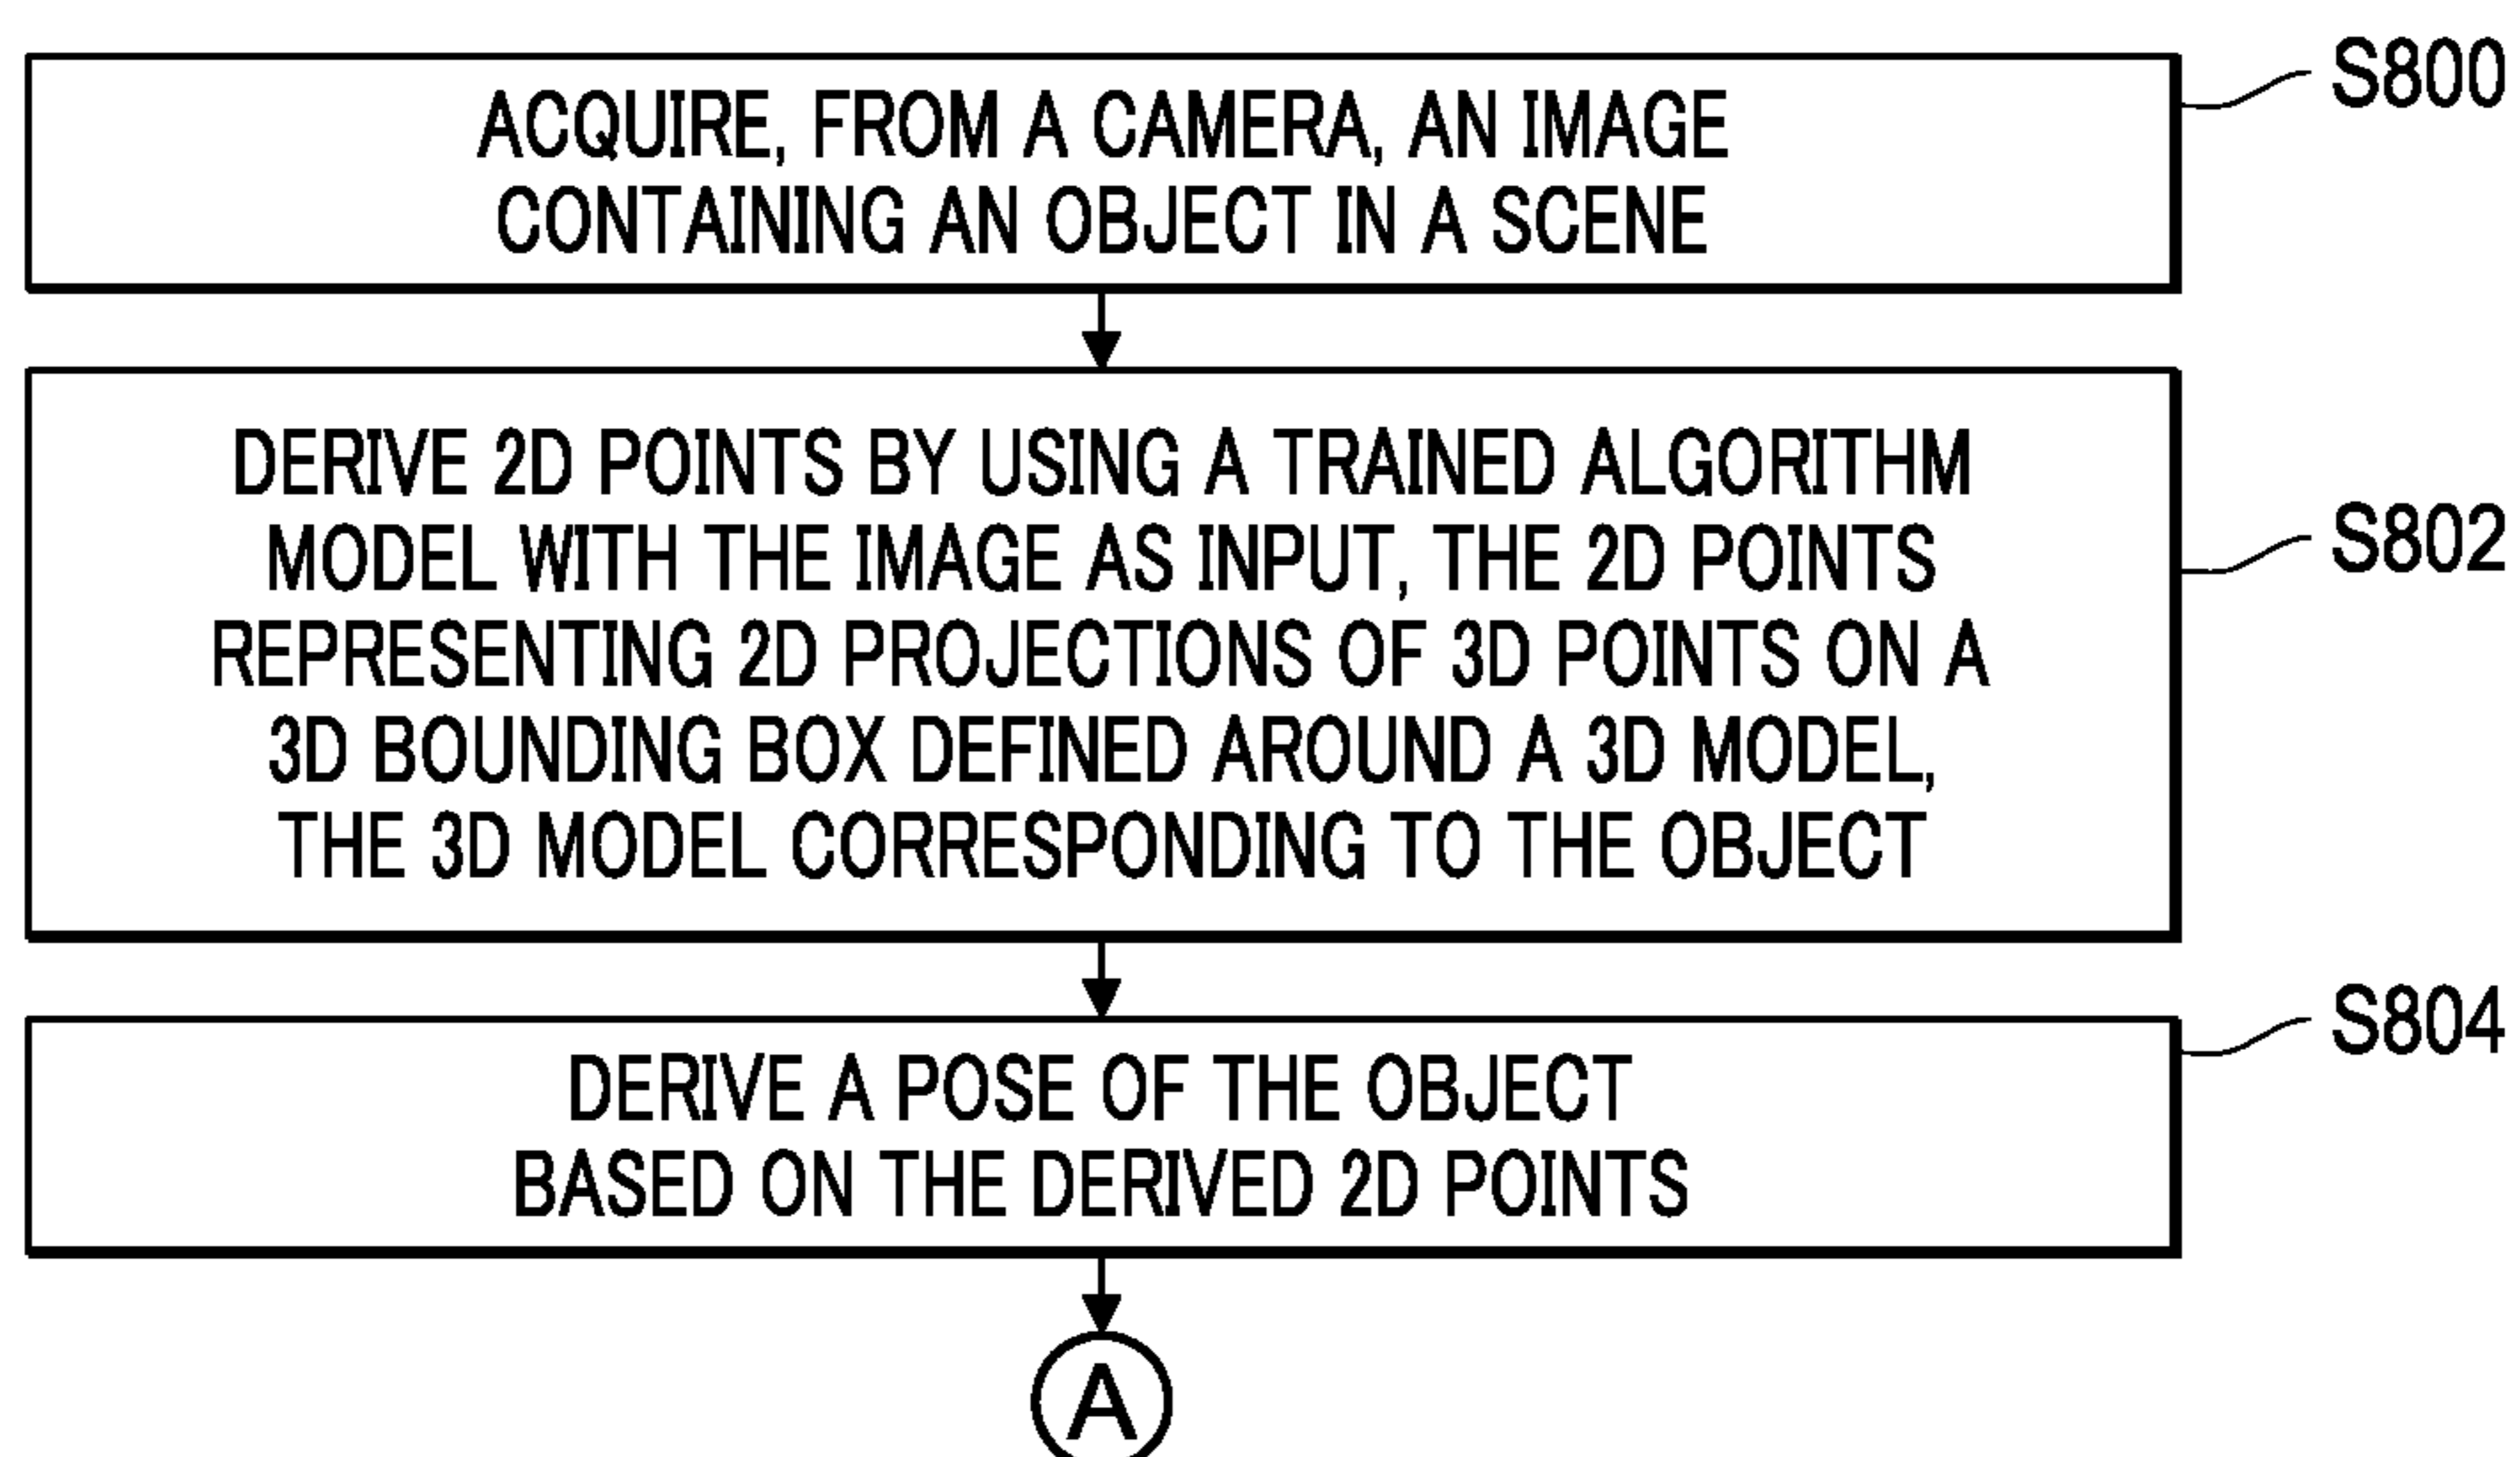 ACQUIRE, FROM A CAMERA, AN IMAGE
CONTAINING AN OBJECT IN A SCENE
S800
DERIVE 2D POINTS BY USING A TRAINED ALGORITHM
MODEL WITH THE IMAGE AS INPUT, THE 2D POINTS
REPRESENTING 2D PROJECTIONS OF 3D POINTS ON A
3D BOUNDING BOX DEFINED AROUND A 3D MODEL,
THE 3D MODEL CORRESPONDING TO THE OBJECT
S802
DERIVE A POSE OF THE OBJECT
BASED ON THE DERIVED 2D POINTS
S804
A